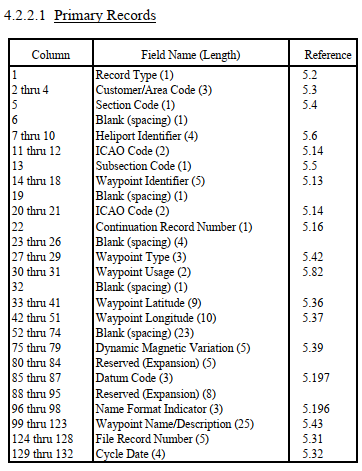 4.2.2.1 Primary Records
Column Field Name (Length) Reference
1 Record Type (1) 5.2
2 thru 4 Customer/Area Code (3) 5.3
5 Section Code (1) 5.4
6 Blank (spacing) (1)
7 thru 10 Heliport Identifier (4) 5.6
11 thru 12 ICAO Code (2) 5.14
13 Subsection Code (1) 5.5
14 thru 18 Waypoint Identifier (5) 5.13
19 Blank (spacing) (1)
20 thru 21 ICAO Code (2) 5.14
22 Continuation Record Number (1) 5.16
23 thru 26 Blank (spacing) (4)
27 thru 29 Waypoint Type (3) 5.42
30 thru 31 Waypoint Usage (2) 5.82
32 Blank (spacing) (1)
33 thru 41 Waypoint Latitude (9) 5.36
42 thru 51 Waypoint Longitude (10) 5.37
52 thru 74 Blank (spacing) (23)
75 thru 79 Dynamic Magnetic Variation (5) 5.39
80 thru 84 Reserved (Expansion) (5)
85 thru 87 Datum Code (3) 5.197
88 thru 95 Reserved (Expansion) (8)
96 thru 98 Name Format Indicator (3) 5.196
99 thru 123 Waypoint Name/Description (25) 5.43
124 thru 128 File Record Number (5) 5.31
129 thru 132 Cycle Date (4) 5.32